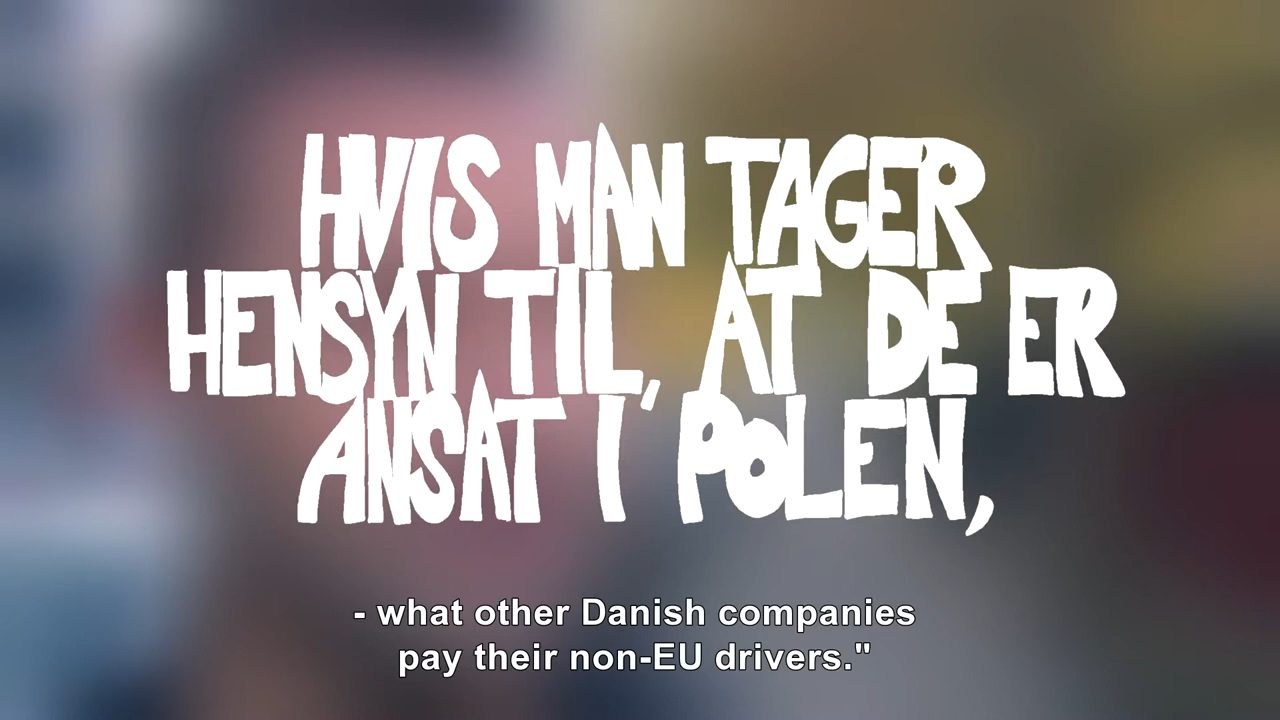 HVIS MAN TAGER
HENSYN TIL, AT DE ER
ANSAT I POLEN,
- what other Danish companies
pay their non-EU drivers."